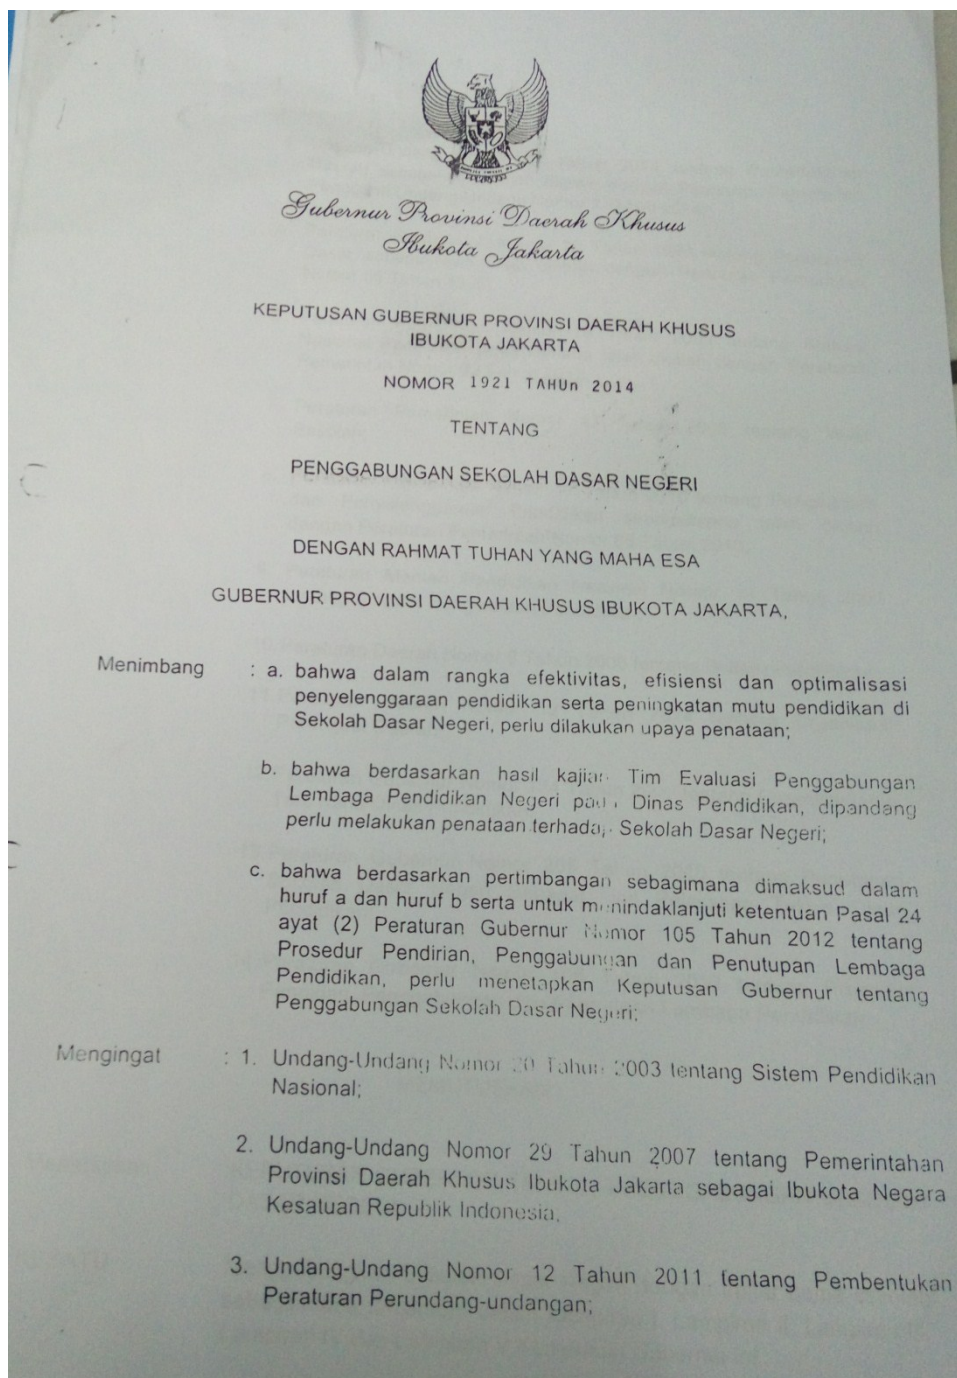 Gubernur Provinsi Daerah Khusus
Ibukota Jakarta
KEPUTUSAN GUBERNUR PROVINSI DAERAH KHUSUS
IBUKOTA JAKARTA
NOMOR 1921 TAHUn 2014
TENTANG
PENGGABUNGAN SEKOLAH DASAR NEGERI
DENGAN RAHMAT TUHAN YANG MAHA ESA
GUBERNUR PROVINSI DAERAH KHUSUS IBUKOTA JAKARTA,
Menimbang : a. bahwa dalam rangka efektivitas, efisiensi dan optimalisasi
penyelenggaraan pendidikan serta peningkatan mutu pendidikan di
Sekolah Dasar Negeri, perlu dilakukan upaya penataan;
b. bahwa berdasarkan hasil kajian Tim Evaluasi Penggabungan
Lembaga Pendidikan Negeri pada Dinas Pendidikan, dipandang
perlu melakukan penataan terhadap Sekolah Dasar Negeri;
c. bahwa berdasarkan pertimbangan sebagimana dimaksud dalam
huruf a dan huruf b serta untuk menindaklanjuti ketentuan Pasal 24
ayat (2) Peraturan Gubernur Nomor 105 Tahun 2012 tentang
Prosedur Pendirian, Penggabungan dan Penutupan Lembaga
Pendidikan, perlu menetapkan Keputusan Gubernur tentang
Penggabungan Sekolah Dasar Negeri;
Mengingat : 1. Undang-Undang Nomor 20 Tahun 2003 tentang Sistem Pendidikan
Nasional;
2. Undang-Undang Nomor 29 Tahun 2007 tentang Pemerintahan
Provinsi Daerah Khusus Ibukota Jakarta sebagai Ibukota Negara
Kesatuan Republik Indonesia.
3. Undang-Undang Nomor 12 Tahun 2011 tentang Pembentukan
Peraturan Perundang-undangan;